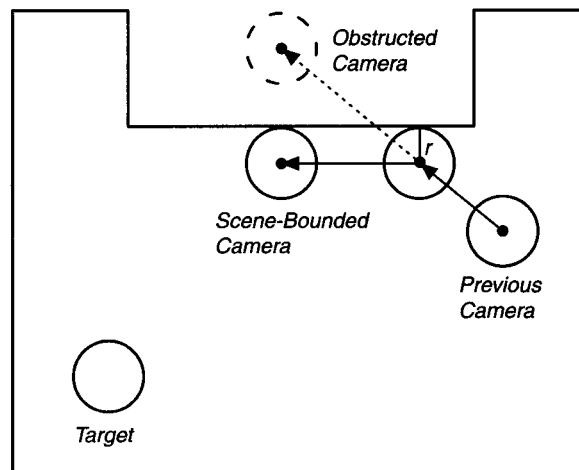 Obstructed
Camera
r
Scene-Bounded
Camera
Previous
Camera
Target